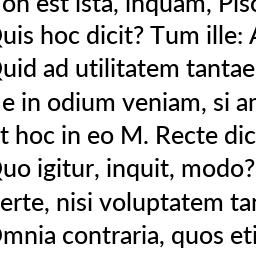 on est ista, inquam, Piso
Quis hoc dicit? Tum ille:
Quid ad utilitatem tantae
e in odium veniam, si
t hoc in eo M. Recte dic
Quo igitur, inquit, modo?
erte, nisi voluptatem tan
Omnia contraria, quos eti